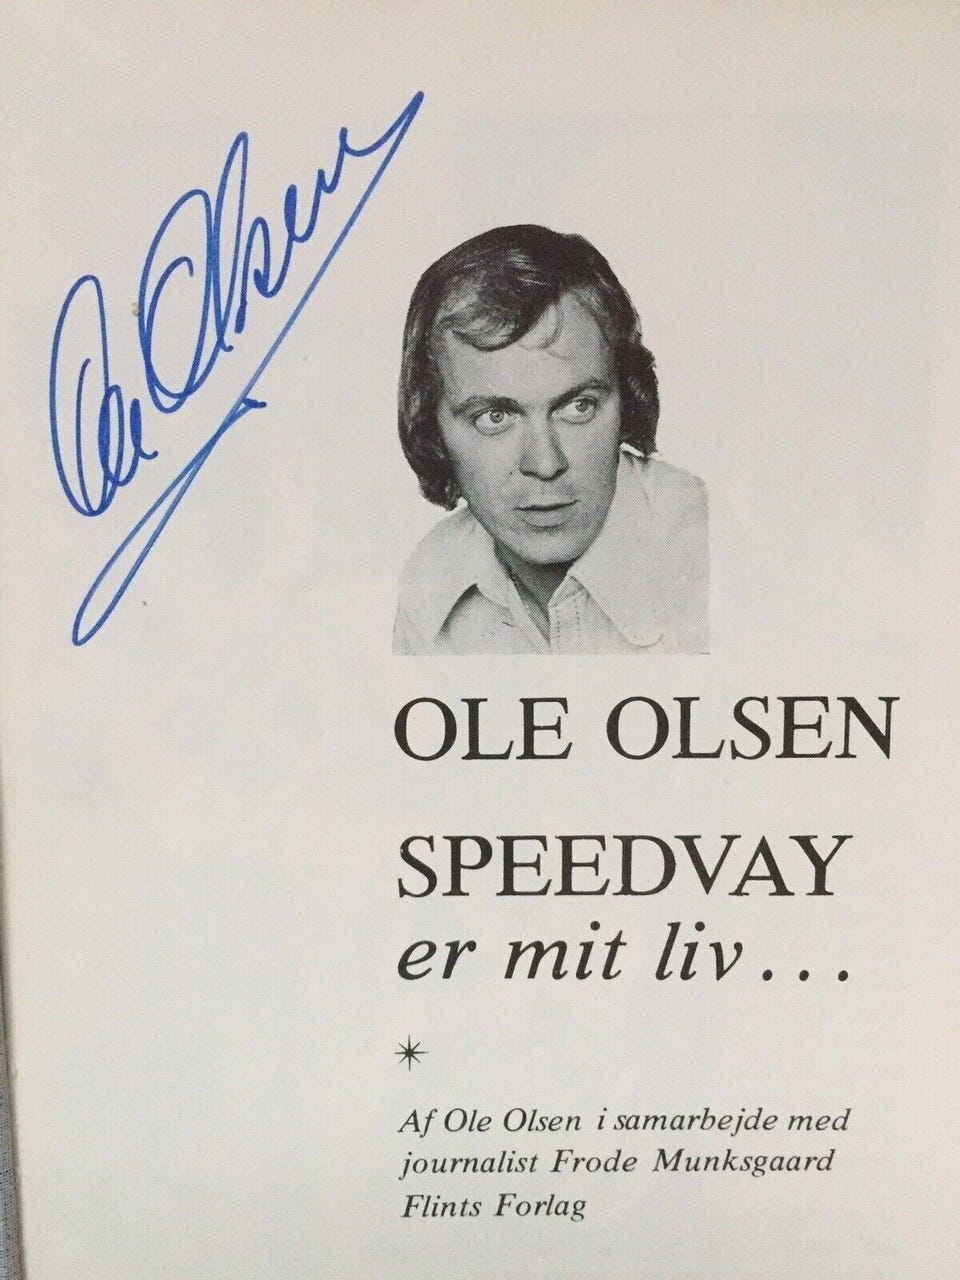 Ole Olsen
OLE OLSEN
SPEEDVAY
er mit liv...
Af Ole Olsen i samarbejde med
journalist Frode Munksgaard
Flints Forlag